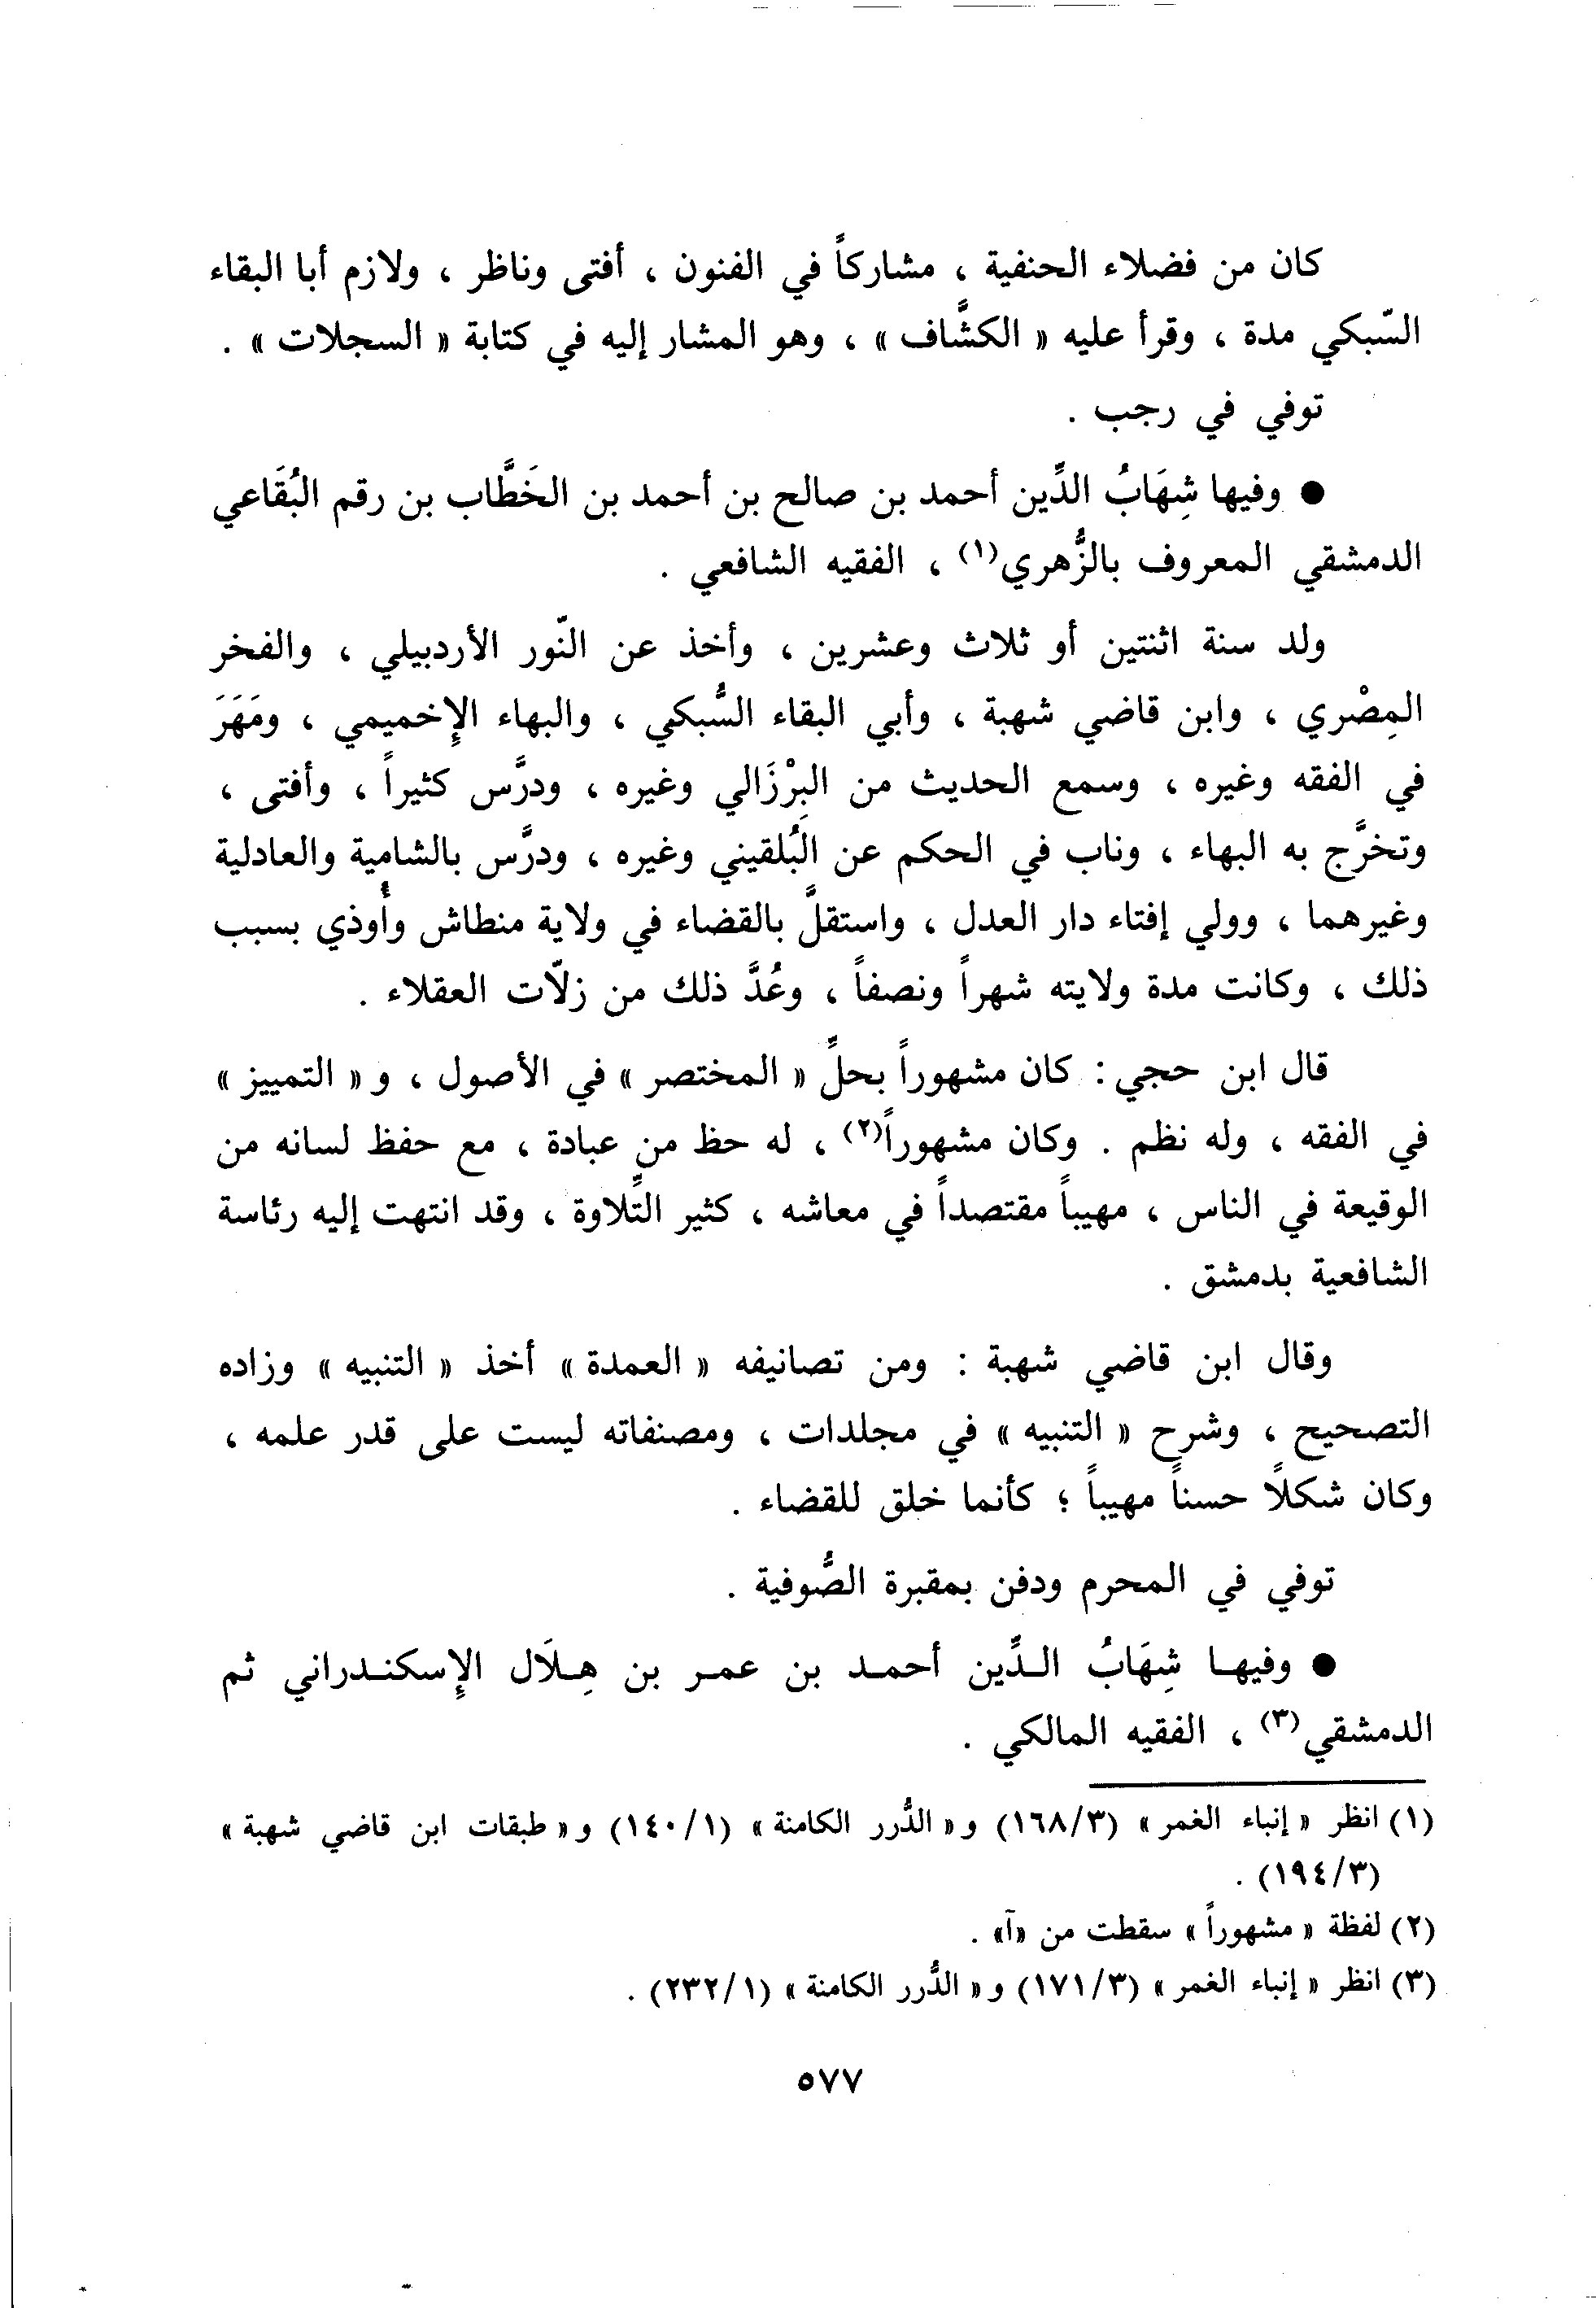 كان من فضلاء الحنفية ، مشاركاً في الفنون ، أفتى وناظر ، ولازم أبا البقاء
السّبكي مدة ، وقرأ عليه « الكشَّاف » ، وهو المشار إليه في كتابة « السجلات » .
توفي في رجب .
● وفيها شِهَابُ الدِّين أحمد بن صالح بن أحمد بن الخَطَّاب بن رقم البُقَاعي
الدمشقي المعروف بالزُّهري(١) ، الفقيه الشافعي .
ولد سنة اثنتين أو ثلاث وعشرين ، وأخذ عن النّور الأردبيلي ، والفخر
المِصْري ، وابن قاضي شهبة ، وأبي البقاء السُّبكي ، والبهاء الإِخميمي ، ومَهَرَ
في الفقه وغيره ، وسمع الحديث من البِرْزَالي وغيره ، ودرَّس كثيراً ، وأفتى ،
وتخرَّج به البهاء ، وناب في الحكم عن البُلقيني وغيره ، ودرَّس بالشامية والعادلية
وغيرهما ، وولي إفتاء دار العدل ، واستقلَّ بالقضاء في ولاية منطاش وأُوذي بسبب
ذلك ، وكانت مدة ولايته شهراً ونصفاً ، وعُدَّ ذلك من زلاّت العقلاء .
قال ابن حجي : كان مشهوراً بحلِّ « المختصر » في الأصول ، و « التمييز »
في الفقه ، وله نظم . وكان مشهوراً(٢) ، له حظ من عبادة ، مع حفظ لسانه من
الوقيعة في الناس ، مهيباً مقتصداً في معاشه ، كثير التِّلاوة ، وقد انتهت إليه رئاسة
الشافعية بدمشق .
وقال ابن قاضي شهبة : ومن تصانيفه « العمدة » أخذ « التنبيه » وزاده
التصحيح ، وشرح « التنبيه » في مجلدات ، ومصنفاته ليست على قدر علمه ،
وكان شكلًا حسناً مهيباً ؛ كأنما خلق للقضاء .
توفي في المحرم ودفن بمقبرة الصُّوفية .
● وفيها شِهَابُ الدِّين أحمد بن عمر بن هِلَال الإِسكندراني ثم
الدمشقي(٣) ، الفقيه المالكي .
(١) انظر « إنباء الغمر » (٣/١٦٨) و « الدُّرر الكامنة » (١/١٤٠) و « طبقات ابن قاضي شهبة »
(٣/١٩٤) .
(٢) لفظة « مشهوراً » سقطت من «آ» .
(٣) انظر « إنباء الغمر » (٣/١٧١) و « الدُّرر الكامنة » (١/٢٣٢) .
٥٧٧